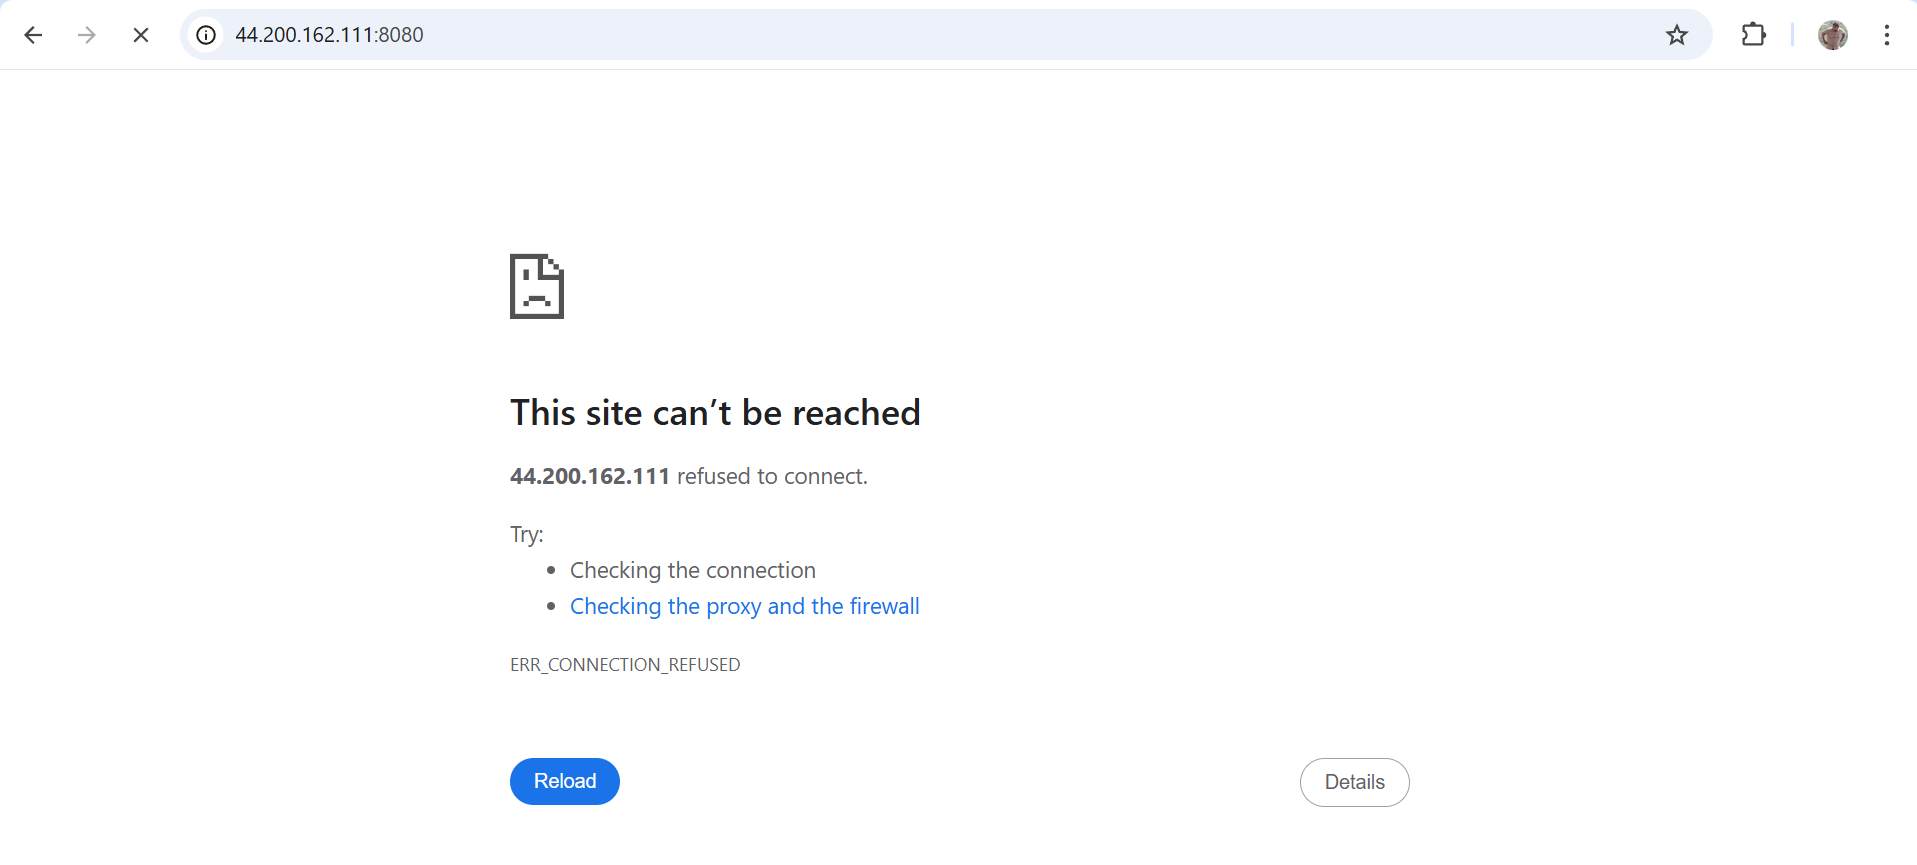 44.200.162.111:8080
This site can’t be reached
44.200.162.111 refused to connect.
Try:
• Checking the connection
• Checking the proxy and the firewall
ERR_CONNECTION_REFUSED
Reload
Details